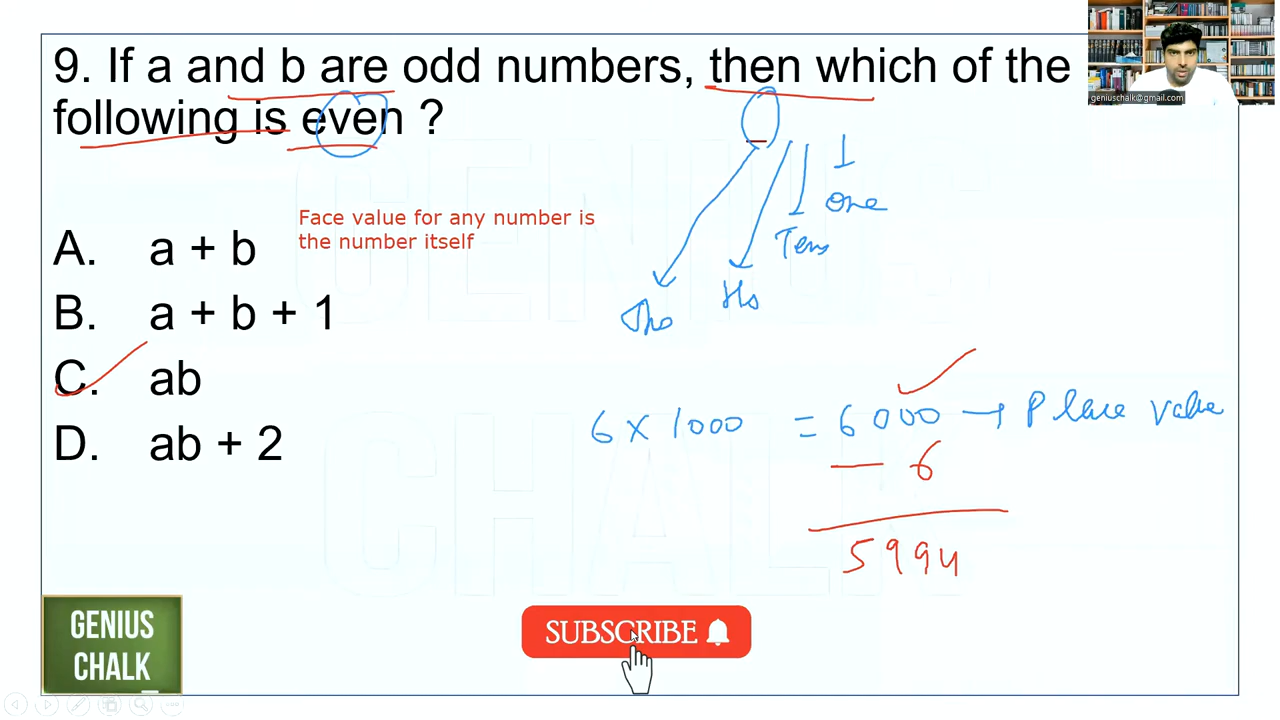 9. If a and b are odd numbers, then which of the
following is even ?
geniuschalk@gmail.com
Face value for any number is
the number itself
A. a + b
B. a + b + 1
C. ab
D. ab + 2
One
Tens
Hs
Tho
6 x 1000 = 6000 → Place value
— 6
5994
GENIUS
CHALK
SUBSCRIBE
GENIUS
CHALK